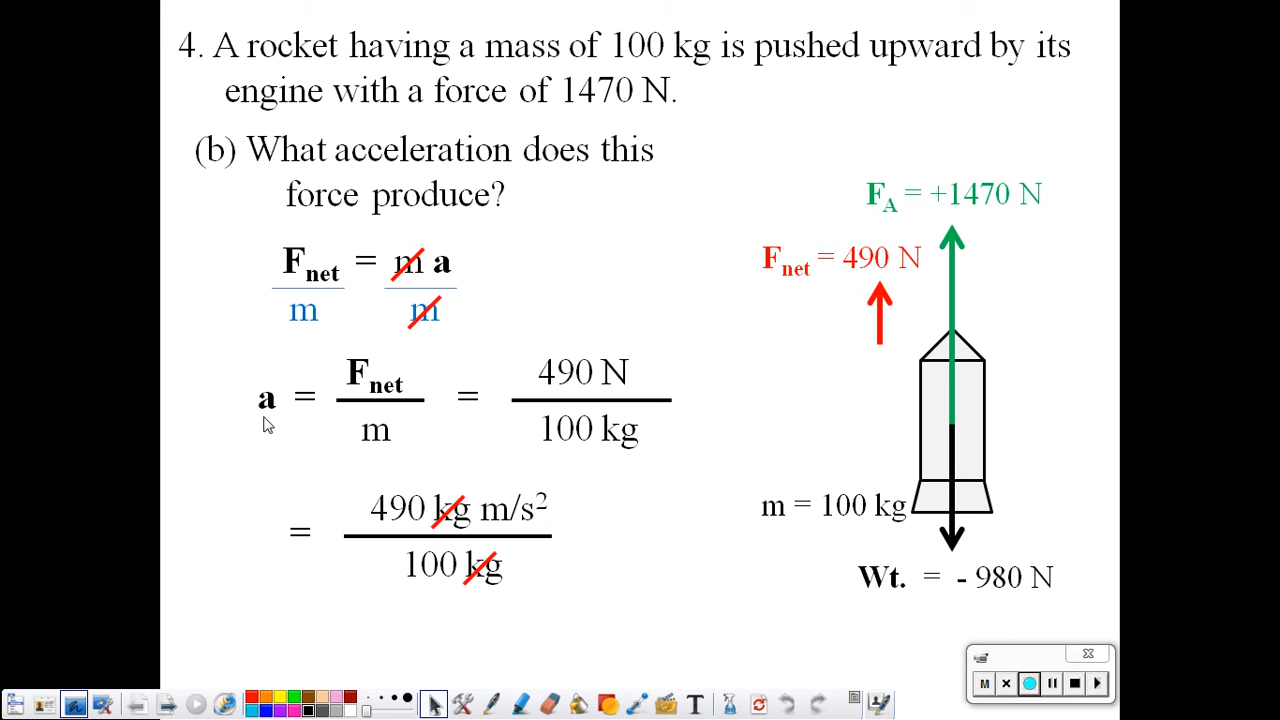 4. A rocket having a mass of 100 kg is pushed upward by its
engine with a force of 1470 N.
(b) What acceleration does this
force produce?
F_net = m a
m m
a = F_net / m = 490 N / 100 kg
= 490 kg m/s² / 100 kg
F_A = +1470 N
F_net = 490 N
m = 100 kg
Wt. = - 980 N
M
T